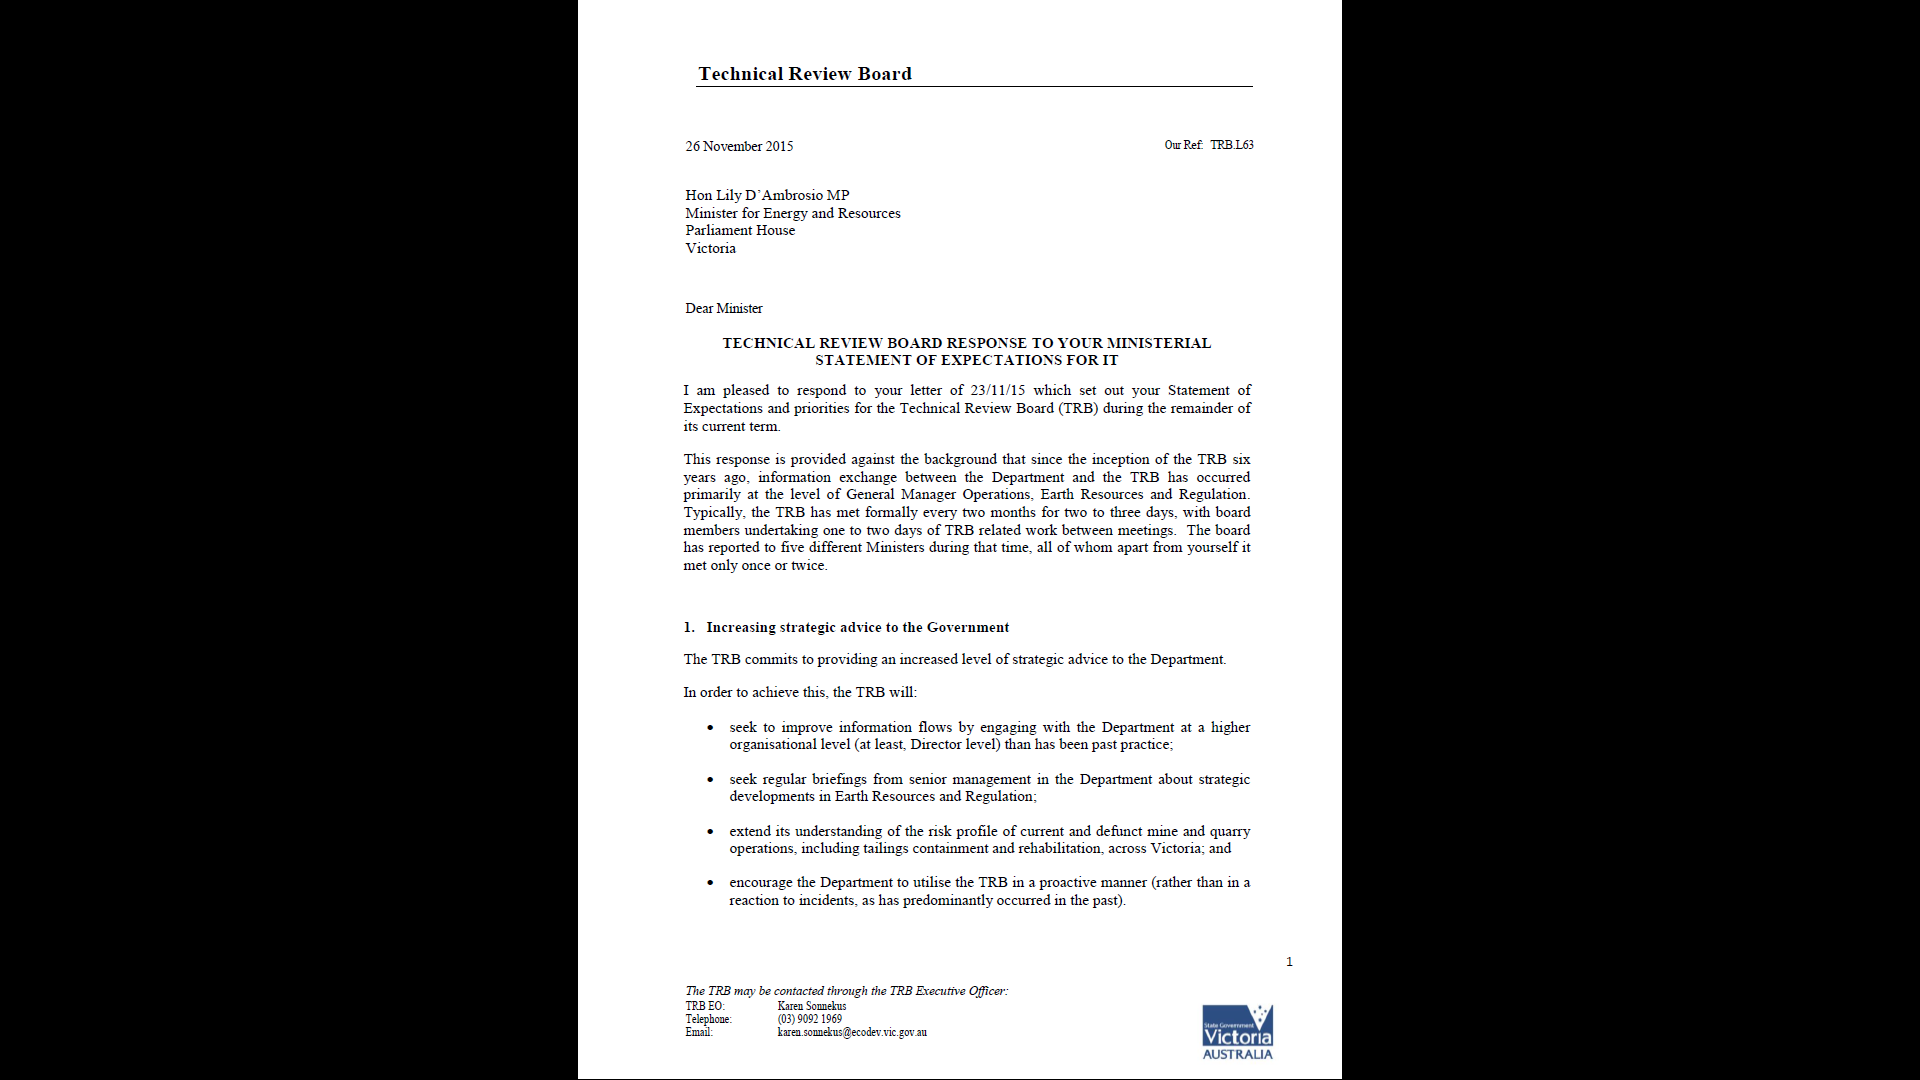 Technical Review Board
26 November 2015
Our Ref: TRB.L63
Hon Lily D'Ambrosio MP
Minister for Energy and Resources
Parliament House
Victoria
Dear Minister
TECHNICAL REVIEW BOARD RESPONSE TO YOUR MINISTERIAL
STATEMENT OF EXPECTATIONS FOR IT
I am pleased to respond to your letter of 23/11/15 which set out your Statement of
Expectations and priorities for the Technical Review Board (TRB) during the remainder of
its current term.
This response is provided against the background that since the inception of the TRB six
years ago, information exchange between the Department and the TRB has occurred
primarily at the level of General Manager Operations, Earth Resources and Regulation.
Typically, the TRB has met formally every two months for two to three days, with board
members undertaking one to two days of TRB related work between meetings. The board
has reported to five different Ministers during that time, all of whom apart from yourself it
met only once or twice.
1. Increasing strategic advice to the Government
The TRB commits to providing an increased level of strategic advice to the Department.
In order to achieve this, the TRB will:
• seek to improve information flows by engaging with the Department at a higher
organisational level (at least, Director level) than has been past practice;
• seek regular briefings from senior management in the Department about strategic
developments in Earth Resources and Regulation;
• extend its understanding of the risk profile of current and defunct mine and quarry
operations, including tailings containment and rehabilitation, across Victoria; and
• encourage the Department to utilise the TRB in a proactive manner (rather than in a
reaction to incidents, as has predominantly occurred in the past).
1
The TRB may be contacted through the TRB Executive Officer:
TRB EO: Karen Sonnekus
Telephone: (03) 9092 1969
Email: karen.sonnekus@ecodev.vic.gov.au
State Government
Victoria
AUSTRALIA